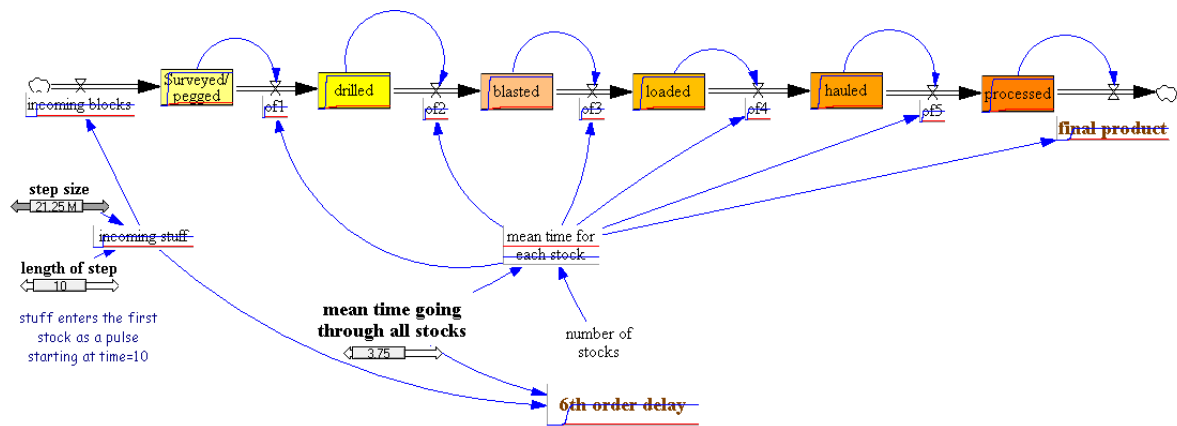 Surveyed/
pegged
drilled
blasted
loaded
hauled
processed
incoming blocks
of1
of2
of3
of4
of5
final product
step size
21.25 M
incoming stuff
length of step
10
stuff enters the first
stock as a pulse
starting at time=10
mean time for
each stock
mean time going
through all stocks
3.75
number of
stocks
6th order delay